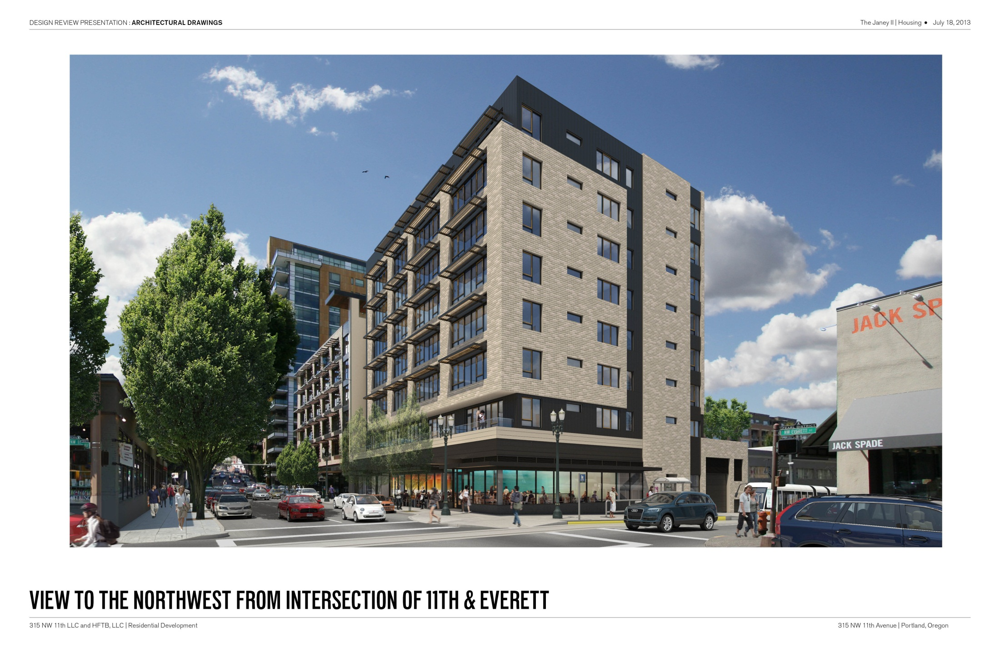 DESIGN REVIEW PRESENTATION : ARCHITECTURAL DRAWINGS
The Janey II | Housing • July 18, 2013
JACK SP
PEARL DISTRICT
NW EVERETT
JACK SPADE
NW 11
VIEW TO THE NORTHWEST FROM INTERSECTION OF 11TH & EVERETT
315 NW 11th LLC and HFTB, LLC | Residential Development
315 NW 11th Avenue | Portland, Oregon